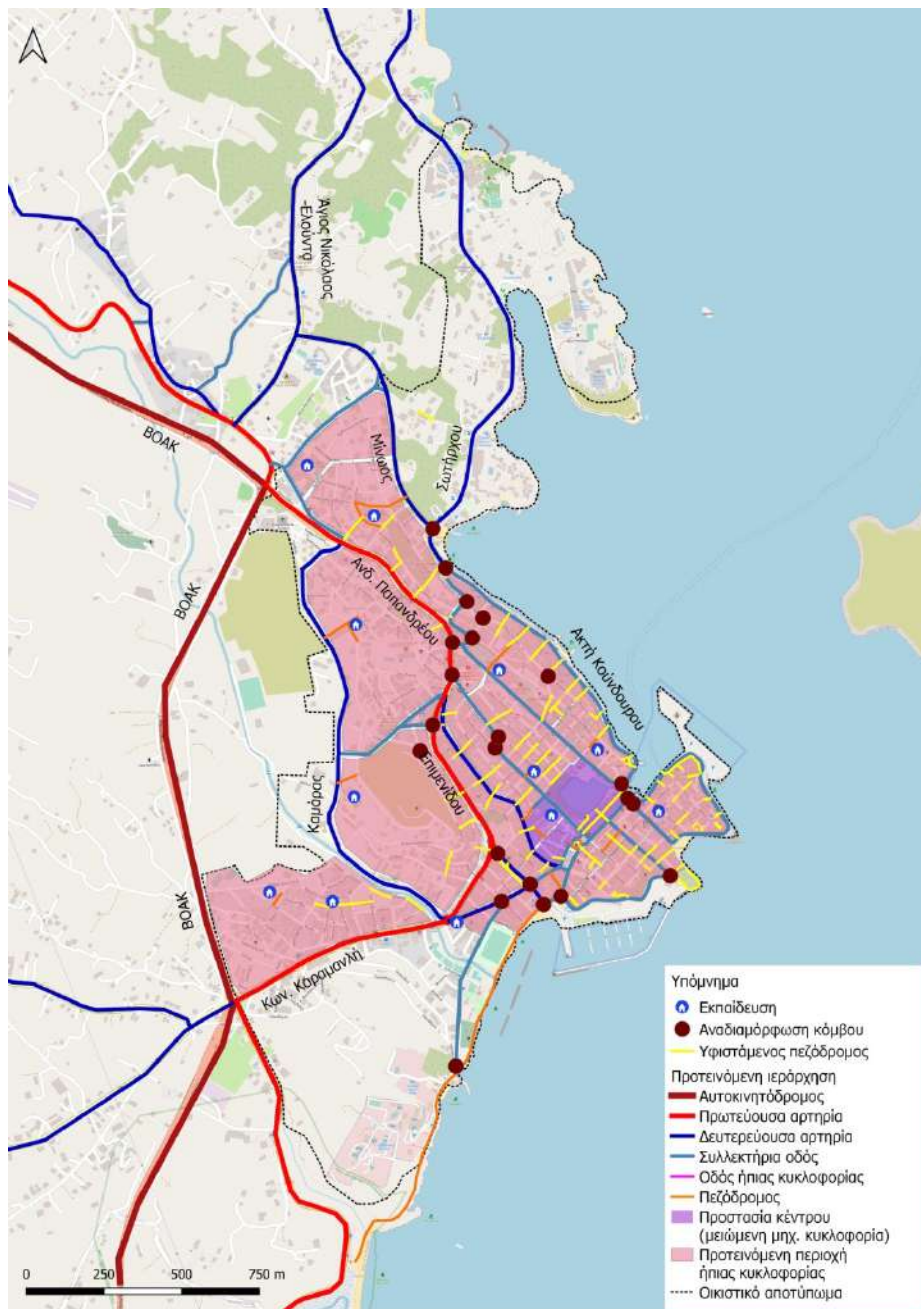 Άγιος Νικόλαος
-Ελούντα
ΒΟΑΚ
Μίνωος
Σωτήρχου
ΒΟΑΚ
Ανδ. Παπανδρέου
Ακτή Κούνδουρου
Επιμενίδου
Καμάρας
ΒΟΑΚ
Κων. Καραμανλή
Υπόμνημα
Εκπαίδευση
Αναδιαμόρφωση κόμβου
Υφιστάμενος πεζόδρομος
Προτεινόμενη ιεράρχηση
Αυτοκινητόδρομος
Πρωτεύουσα αρτηρία
Δευτερεύουσα αρτηρία
Συλλεκτήρια οδός
Οδός ήπιας κυκλοφορίας
Πεζόδρομος
Προστασία κέντρου
(μειώμενη μηχ. κυκλοφορία)
Προτεινόμενη περιοχή
ήπιας κυκλοφορίας
Οικιστικό αποτύπωμα
0 250 500 750 m